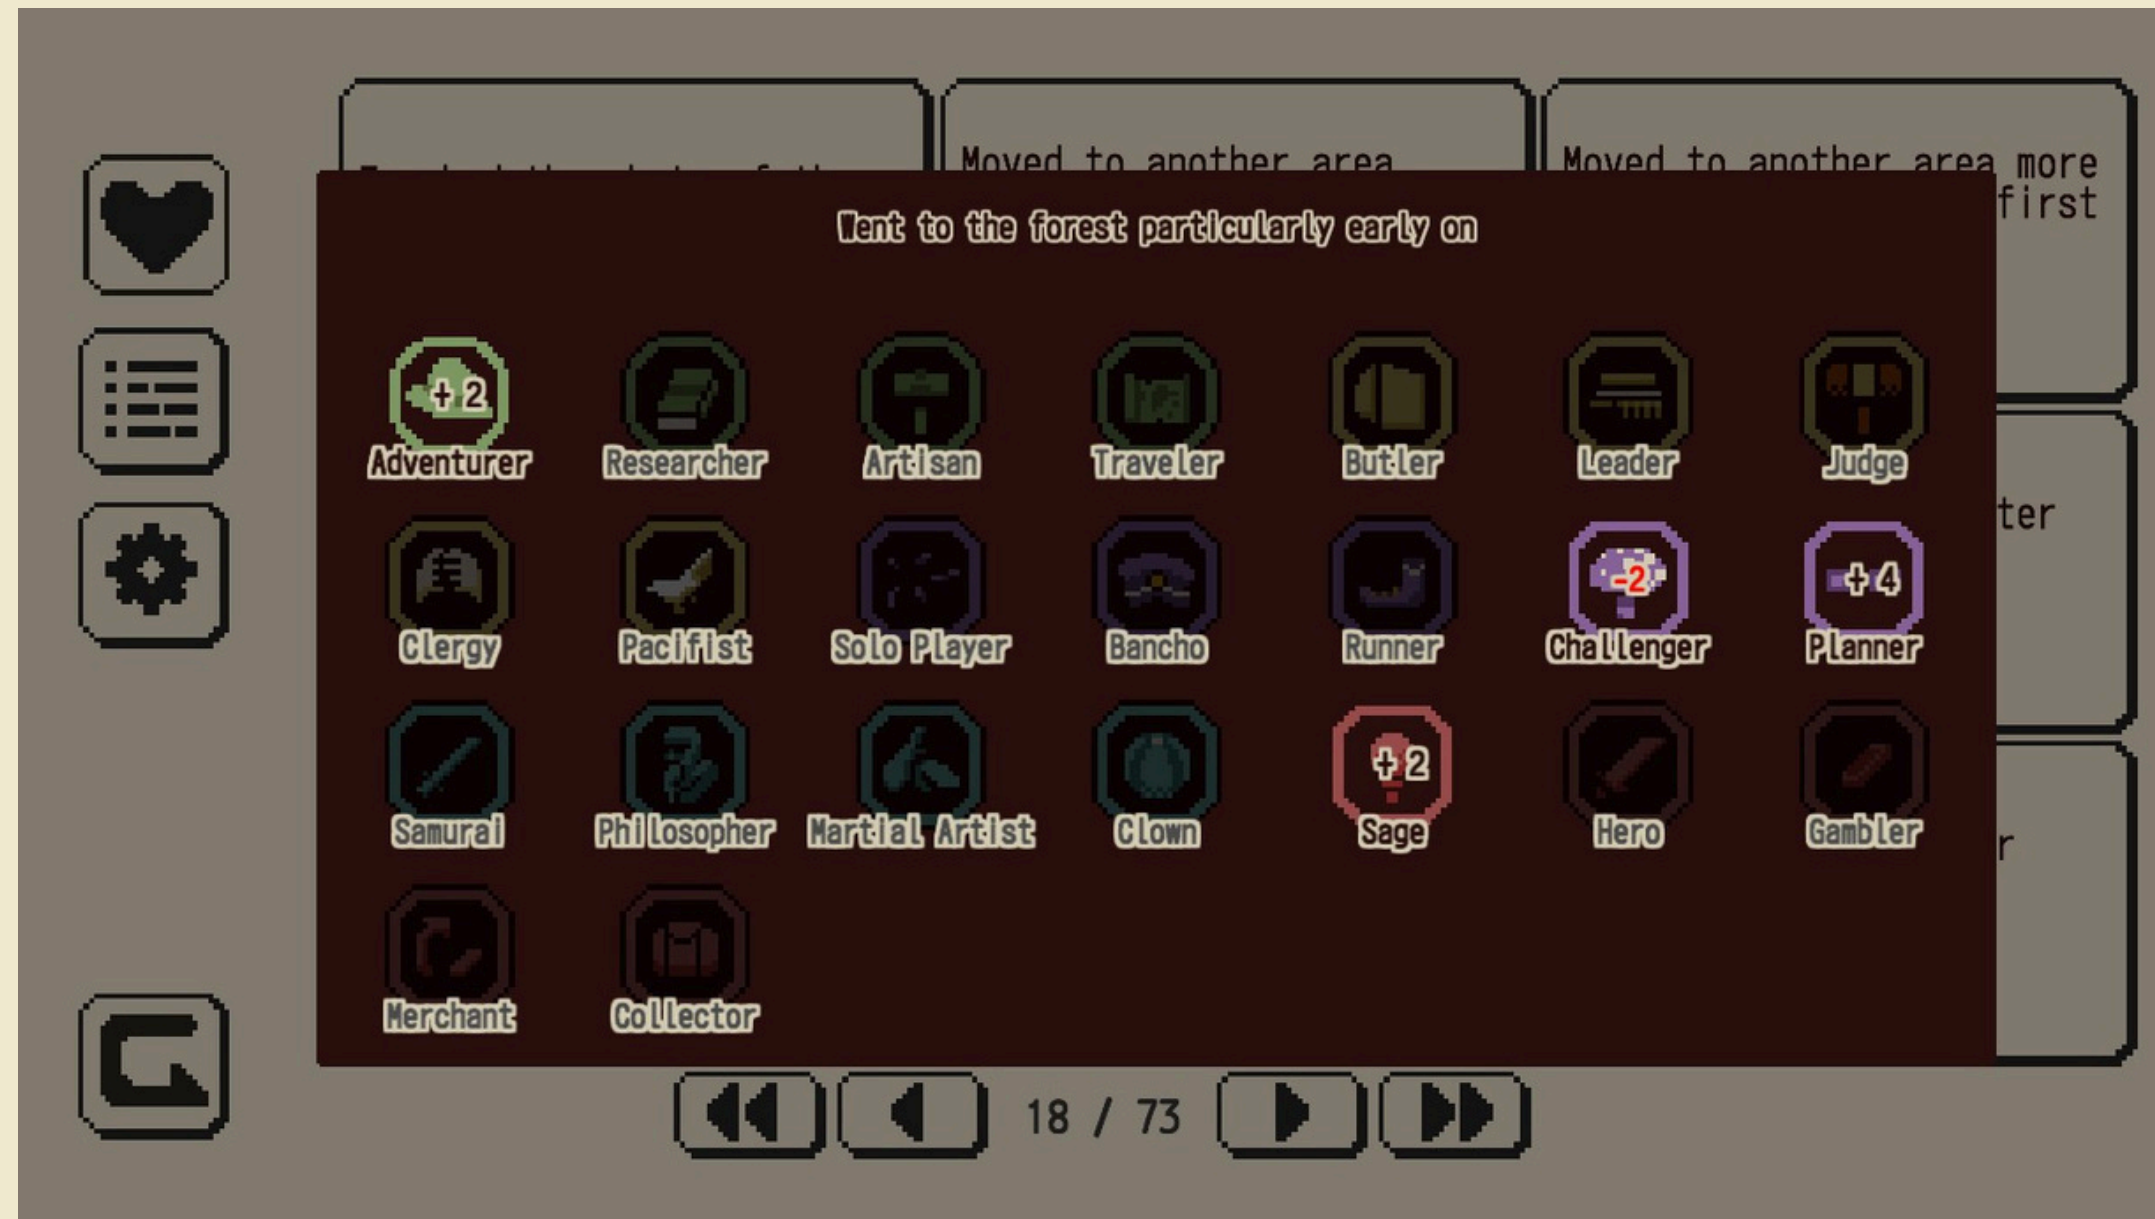 Moved to another area
Moved to another area more
first
Went to the forest particularly early on
+2
Adventurer
Researcher
Artisan
Traveler
Butler
Leader
Judge
ter
-2
+4
Clergy
Pacifist
Solo Player
Bancho
Runner
Challenger
Planner
+2
Samurai
Philosopher
Martial Artist
Clown
Sage
Hero
Gambler
r
Merchant
Collector
18 / 73